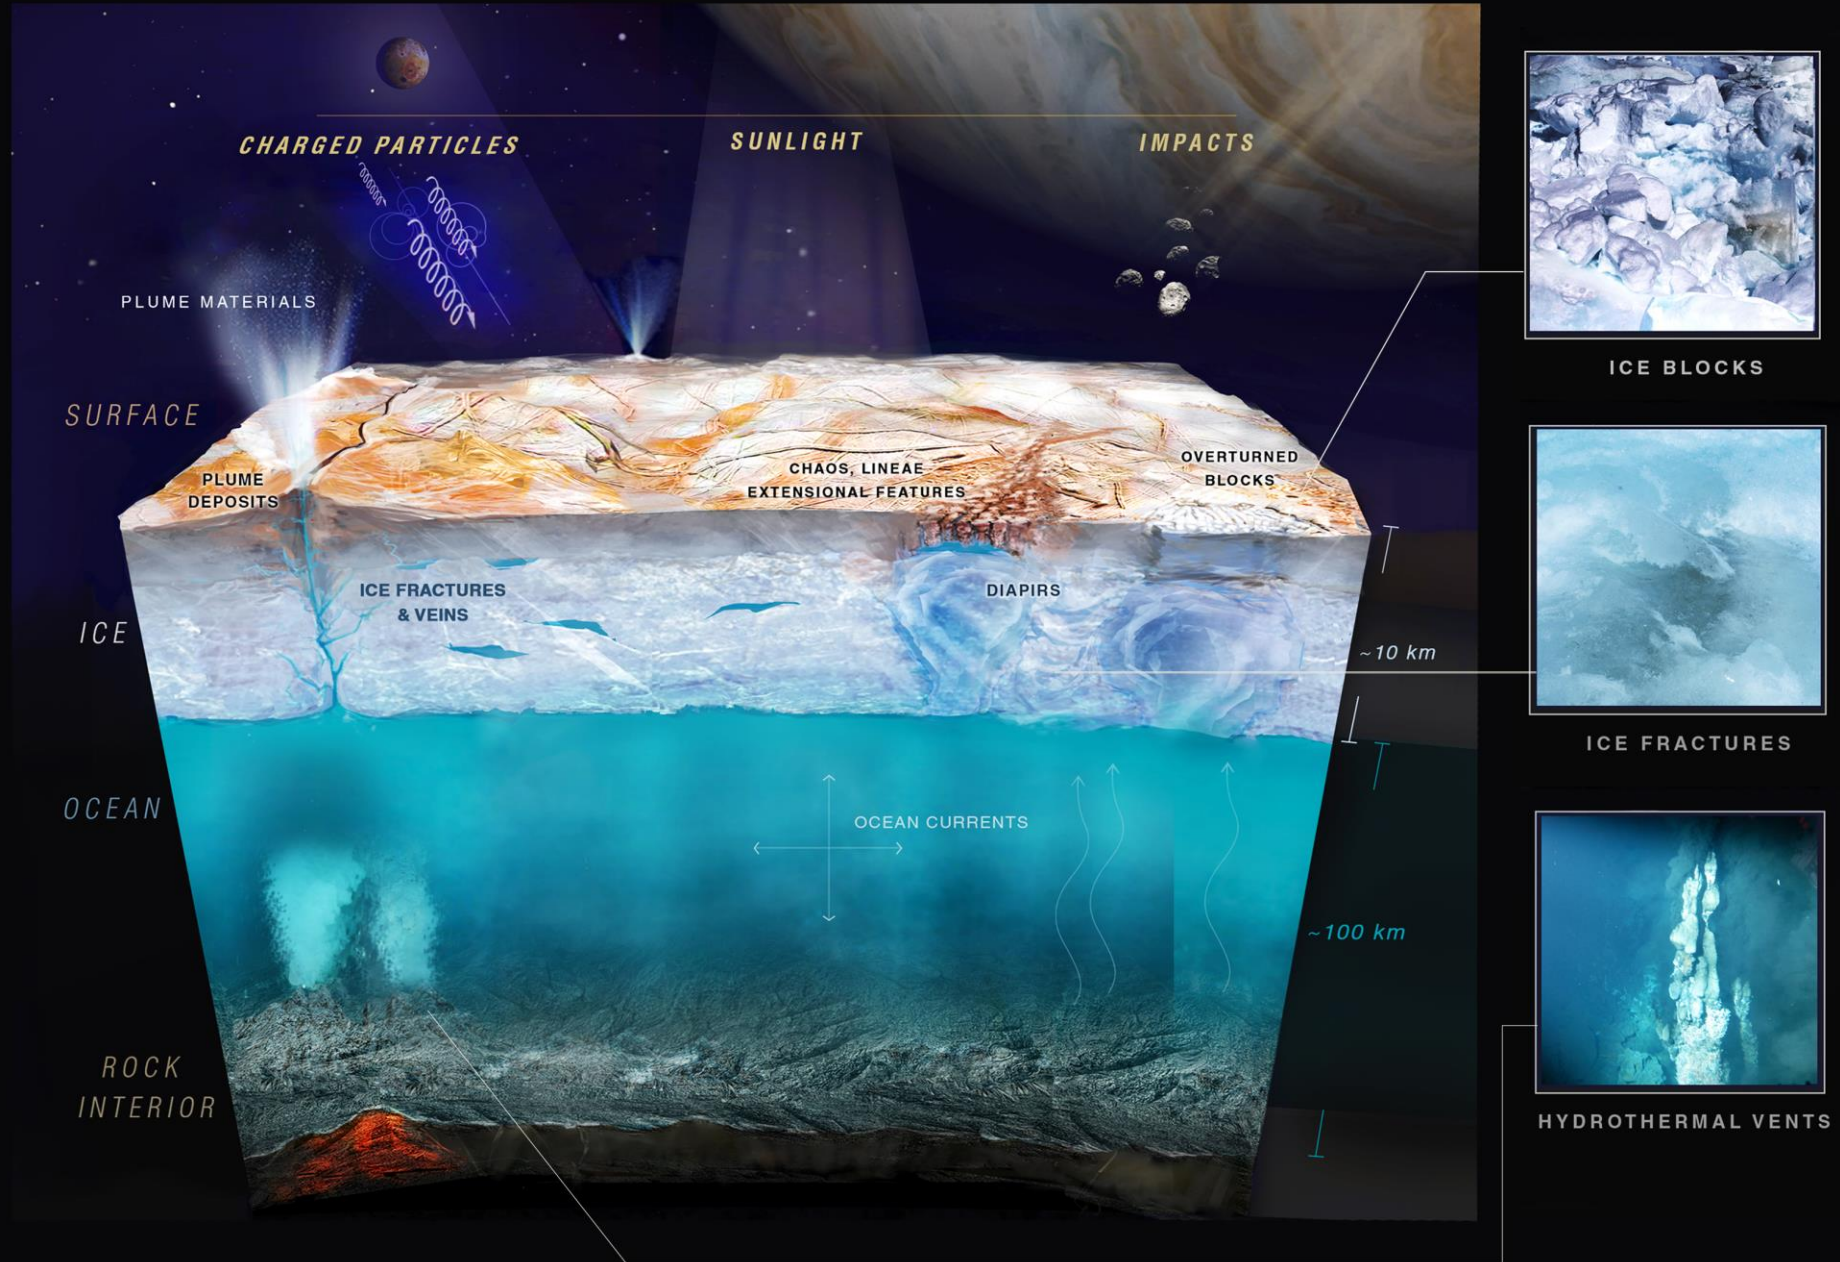 CHARGED PARTICLES
SUNLIGHT
IMPACTS
PLUME MATERIALS
ICE BLOCKS
SURFACE
PLUME
DEPOSITS
CHAOS, LINEAE
EXTENSIONAL FEATURES
OVERTURNED
BLOCKS
ICE FRACTURES
& VEINS
DIAPIRS
ICE
~10 km
ICE FRACTURES
OCEAN
OCEAN CURRENTS
~100 km
ROCK
INTERIOR
HYDROTHERMAL VENTS